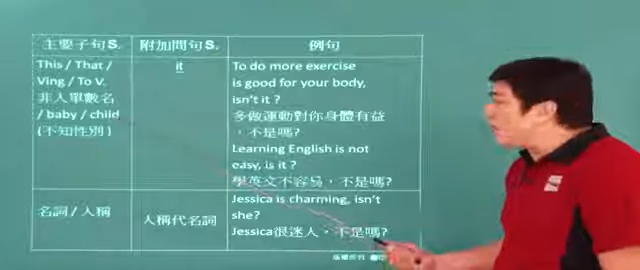 主要子句S.
附加問句S.
例句
This / That /
Ving / To V.
非人單數名
/ baby / child
(不知性別)
it
To do more exercise
is good for your body,
isn't it ?
多做運動對你身體有益
,不是嗎?
Learning English is not
easy, is it ?
學英文不容易,不是嗎?
名詞 / 人稱
人稱代名詞
Jessica is charming, isn't
she?
Jessica很迷人,不是嗎?
版權所有